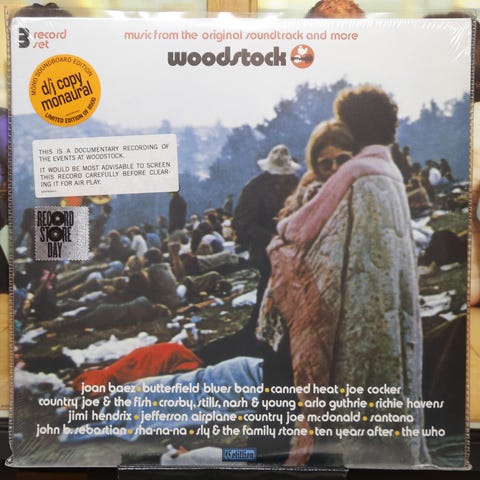 3 record set
music from the original soundtrack and more
woodstock
MONO SOUNDBOARD EDITION
d/j copy
monaural
THIS IS A DOCUMENTARY RECORDING OF
THE EVENTS AT WOODSTOCK.
IT WOULD BE MOST ADVISABLE TO SCREEN
THIS RECORD CAREFULLY BEFORE CLEAR-
ING IT FOR AIR PLAY.
RECORD
STORE
DAY
joan baez • butterfield blues band • canned heat • joe cocker
country joe & the fish • crosby, stills, nash & young • arlo guthrie • richie havens
jimi hendrix • jefferson airplane • country joe mcdonald • santana
john b. sebastian • sha-na-na • sly & the family stone • ten years after • the who
Cotillion